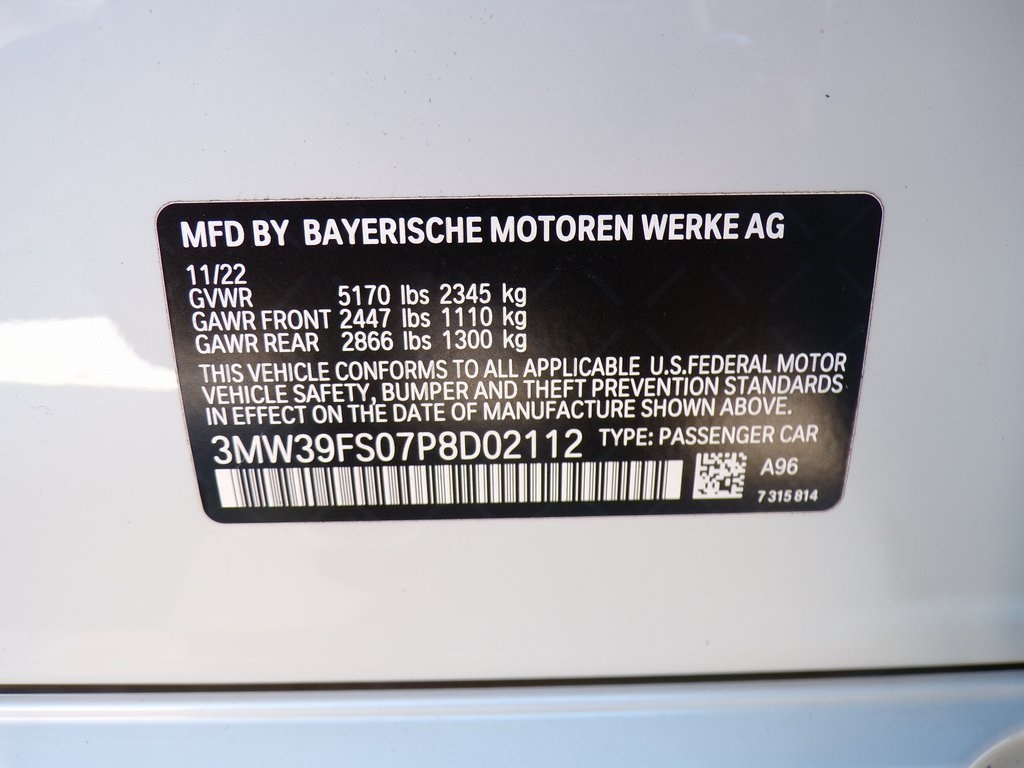 MFD BY BAYERISCHE MOTOREN WERKE AG
11/22
GVWR 5170 lbs 2345 kg
GAWR FRONT 2447 lbs 1110 kg
GAWR REAR 2866 lbs 1300 kg
THIS VEHICLE CONFORMS TO ALL APPLICABLE U.S.FEDERAL MOTOR
VEHICLE SAFETY, BUMPER AND THEFT PREVENTION STANDARDS
IN EFFECT ON THE DATE OF MANUFACTURE SHOWN ABOVE.
3MW39FS07P8D02112 TYPE: PASSENGER CAR
A96
7 315 814